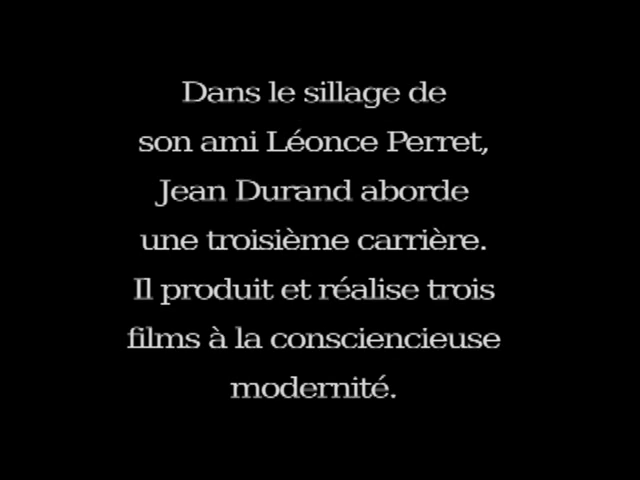 Dans le sillage de
son ami Léonce Perret,
Jean Durand aborde
une troisième carrière.
Il produit et réalise trois
films à la consciencieuse
modernité.